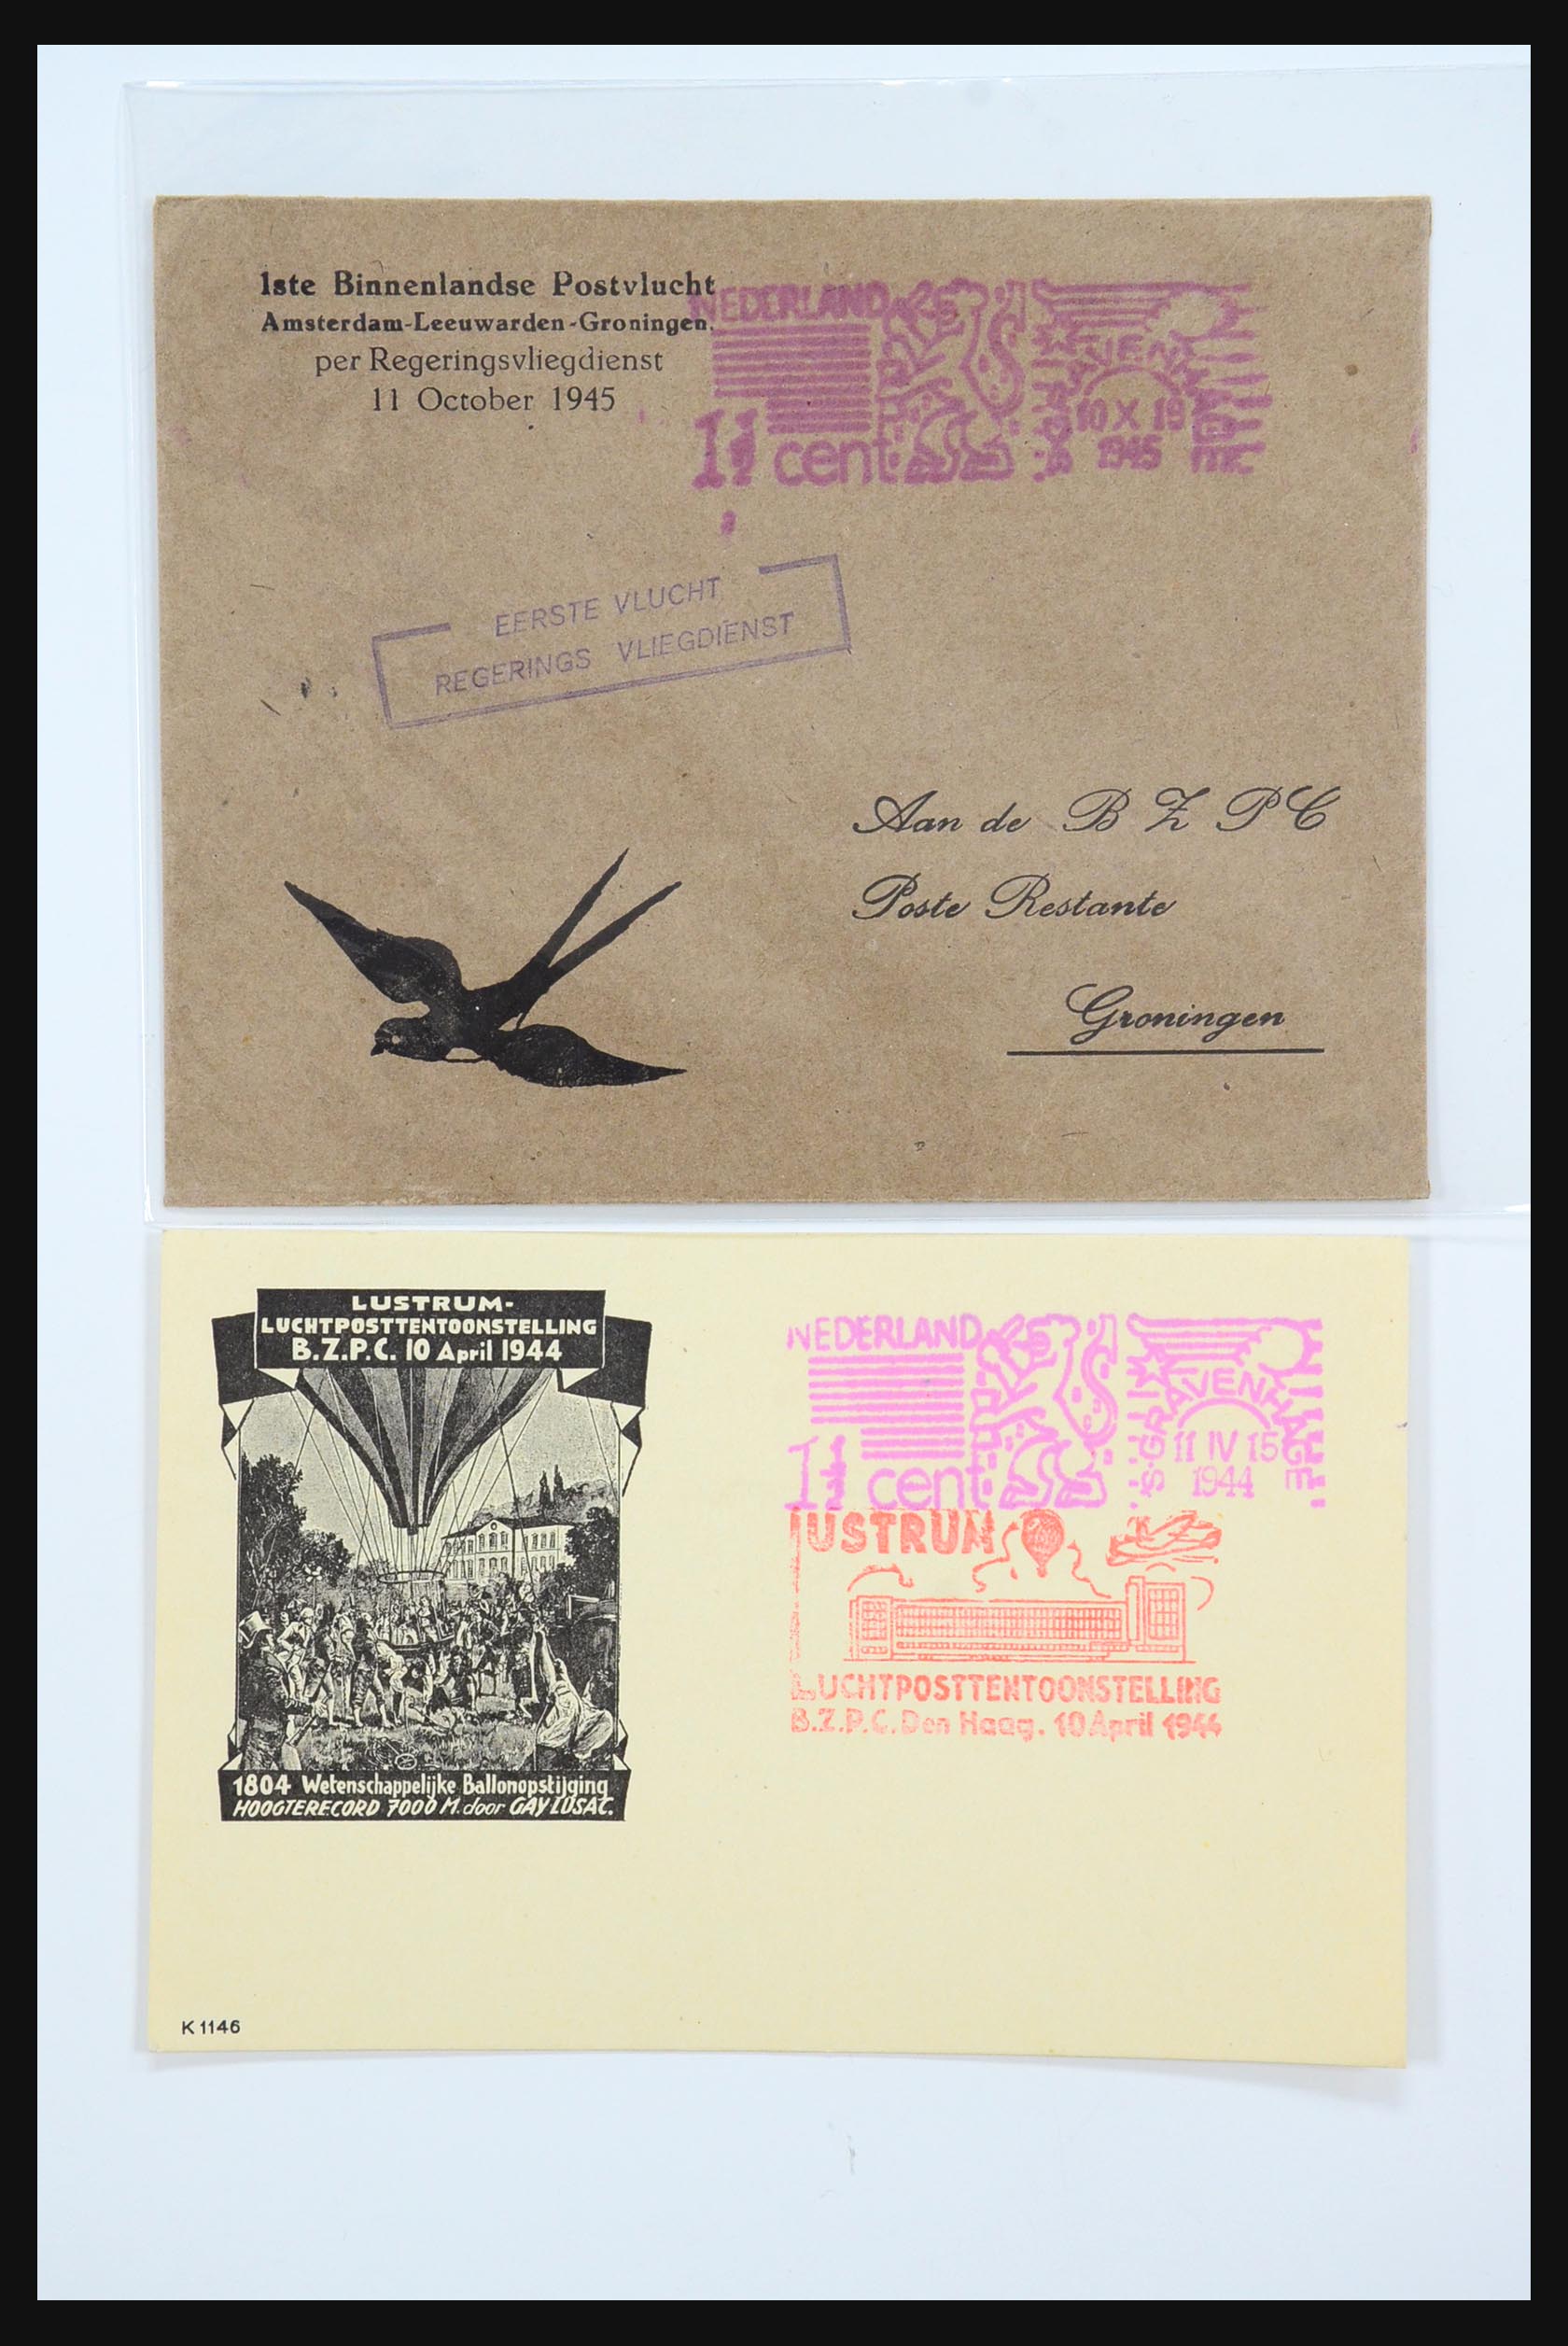 1ste Binnenlandse Postvlucht
Amsterdam-Leeuwarden-Groningen.
per Regeringsvliegdienst
11 October 1945
NEDERLAND
1½ cent
10 X 19
1945
EERSTE VLUCHT
REGERINGS VLIEGDIENST
Aan de B Z P C
Poste Restante
Groningen
LUSTRUM-
LUCHTPOSTTENTOONSTELLING
B.Z.P.C. 10 April 1944
1804 Wetenschappelijke Ballonopstijging
HOOGTERECORD 7000 M. door GAY LUSAC.
NEDERLAND
1½ cent
'S-GRAVENHAGE
11 IV 15
1944
LUSTRUM
LUCHTPOSTTENTOONSTELLING
B.Z.P.C. Den Haag. 10 April 1944
K 1146